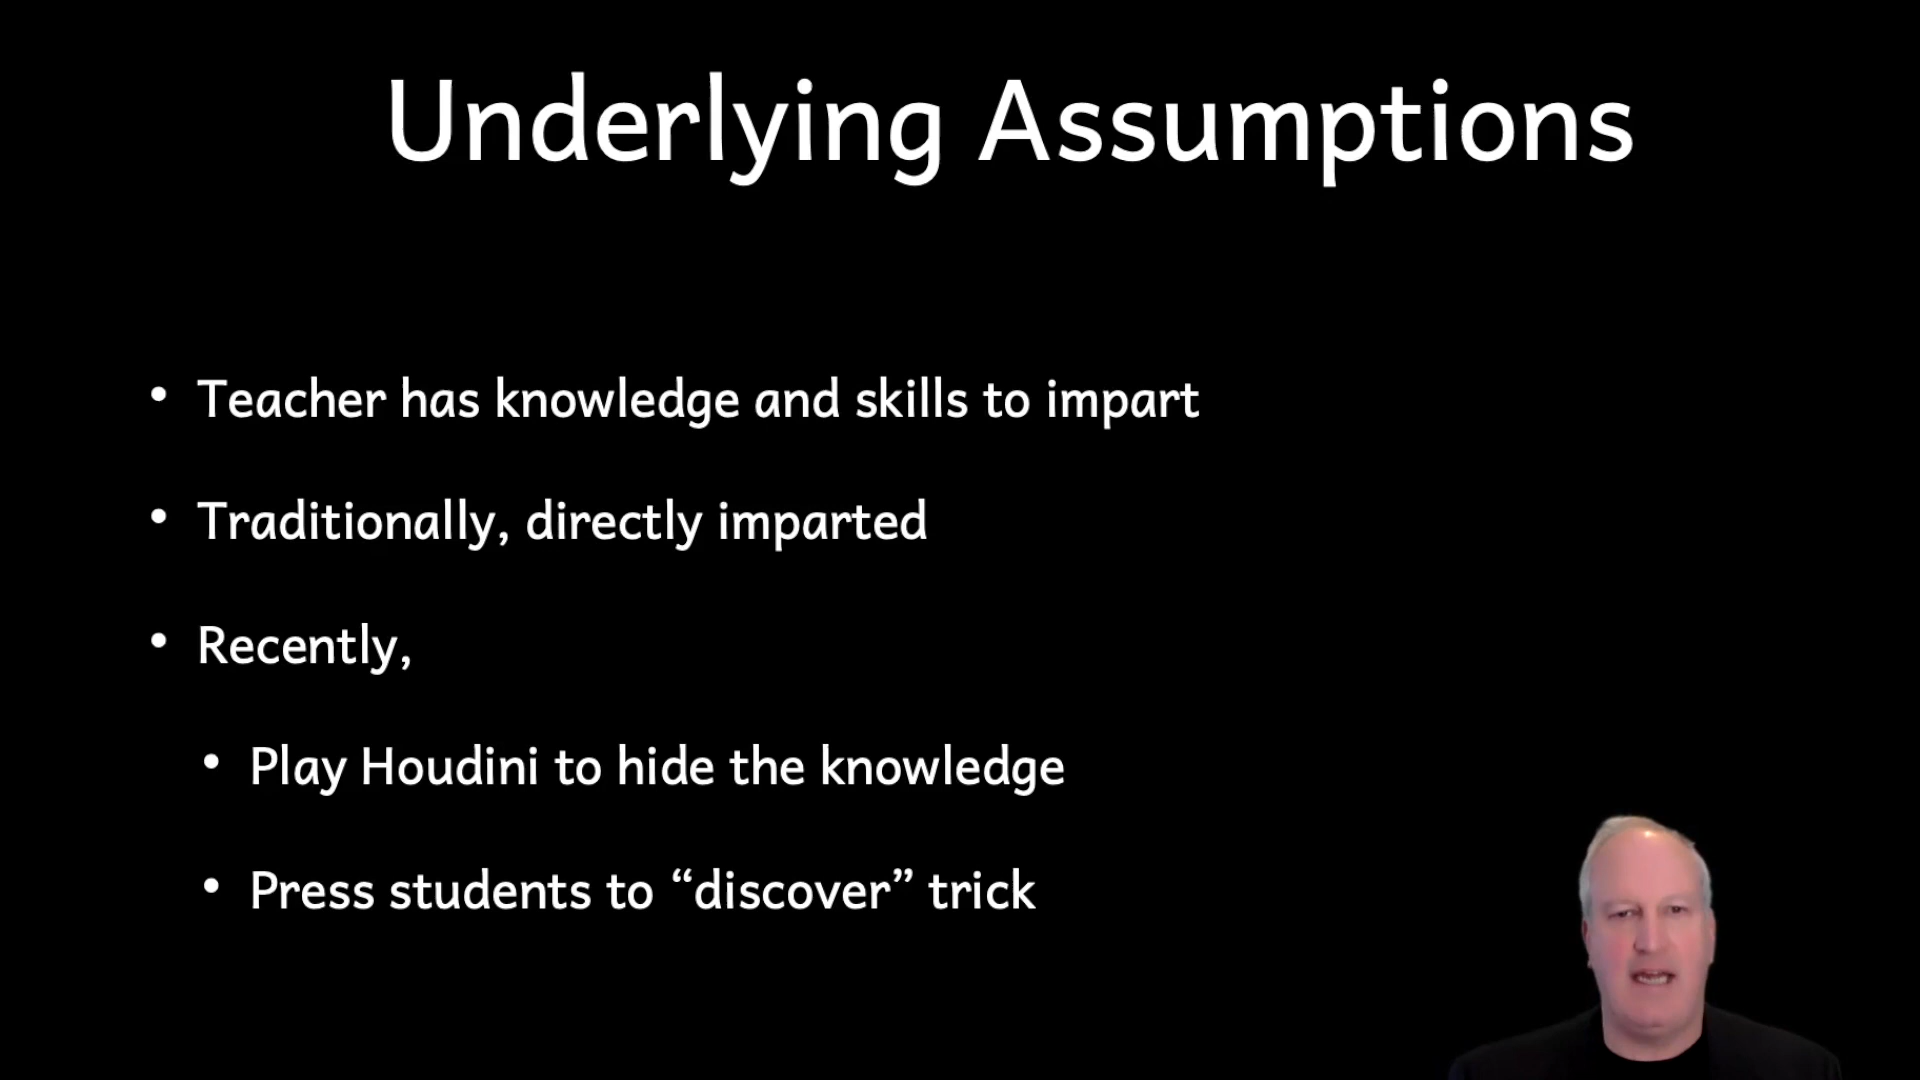 Underlying Assumptions
• Teacher has knowledge and skills to impart
• Traditionally, directly imparted
• Recently,
• Play Houdini to hide the knowledge
• Press students to “discover” trick